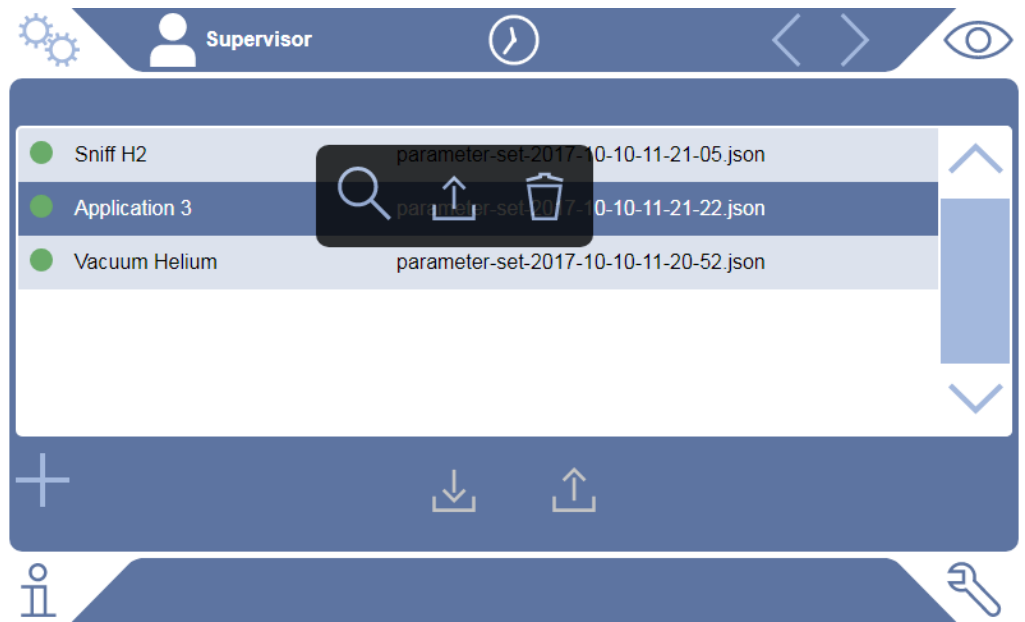 Supervisor
Sniff H2 parameter-set-2017-10-10-11-21-05.json
Application 3 parameter-set-2017-10-10-11-21-22.json
Vacuum Helium parameter-set-2017-10-10-11-20-52.json